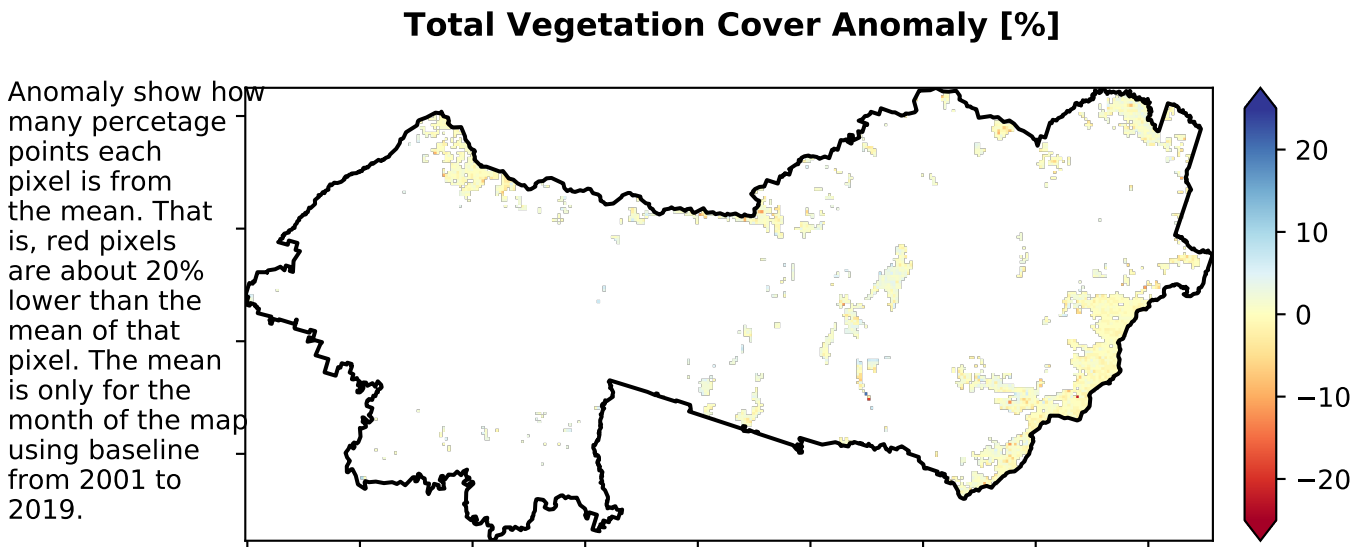 Total Vegetation Cover Anomaly [%]
Anomaly show how
many percetage
points each
pixel is from
the mean. That
is, red pixels
are about 20%
lower than the
mean of that
pixel. The mean
is only for the
month of the map
using baseline
from 2001 to
2019.
20
10
0
−10
−20